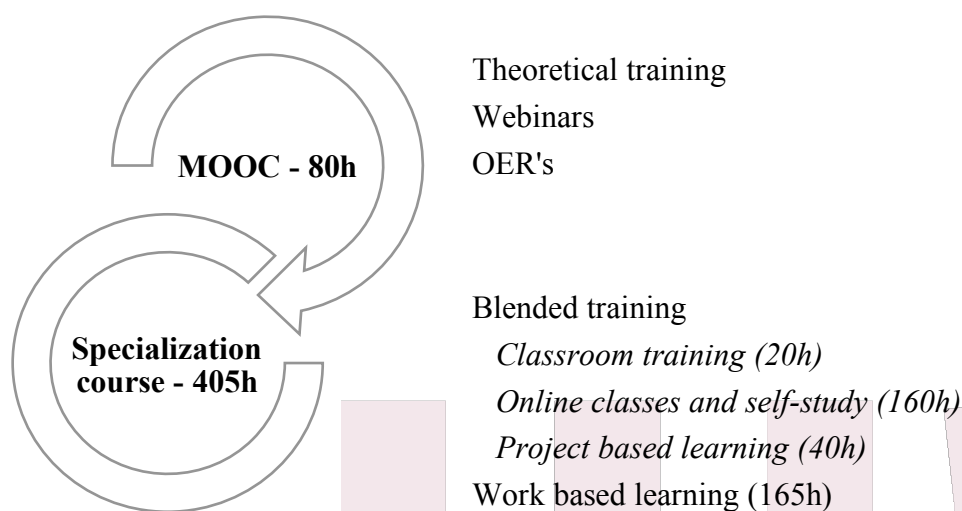 MOOC - 80h
Theoretical training
Webinars
OER's
Specialization
course - 405h
Blended training
Classroom training (20h)
Online classes and self-study (160h)
Project based learning (40h)
Work based learning (165h)